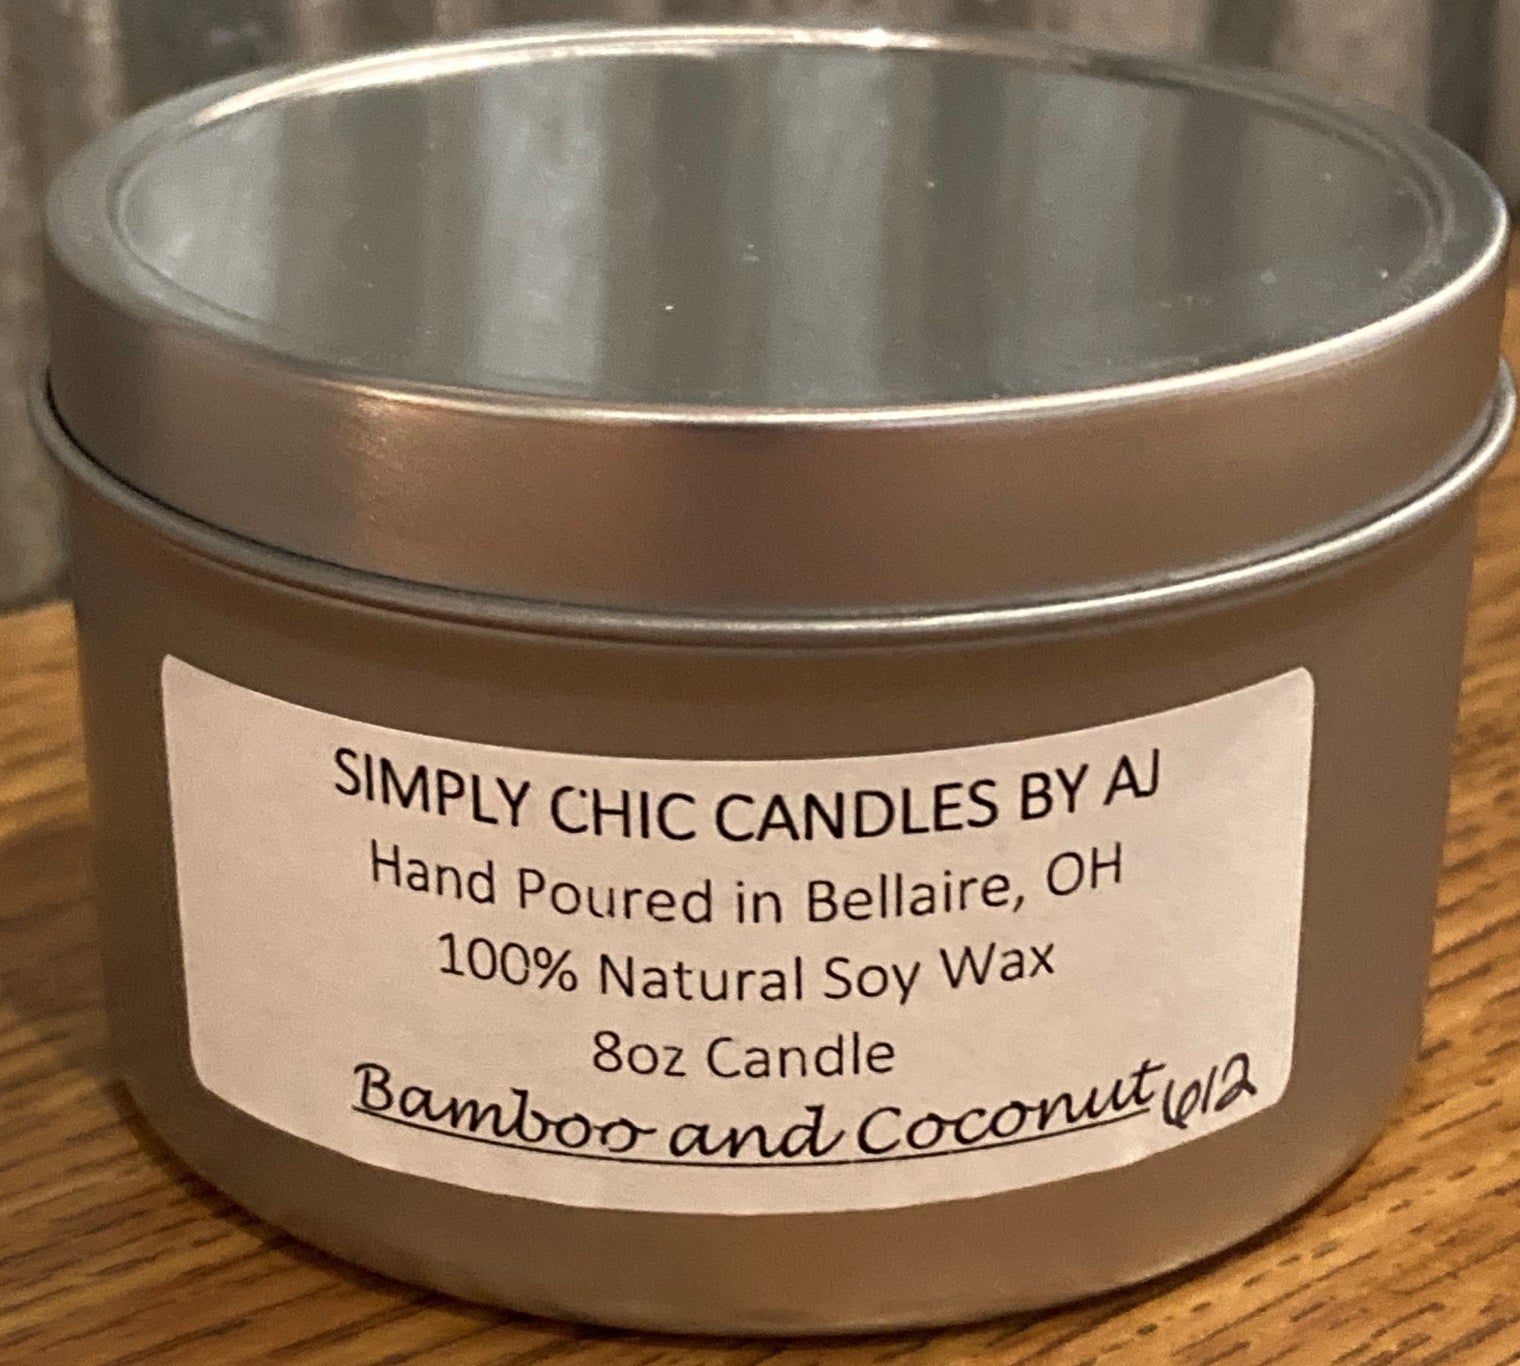 SIMPLY CHIC CANDLES BY AJ
Hand Poured in Bellaire, OH
100% Natural Soy Wax
8oz Candle
Bamboo and Coconut 612